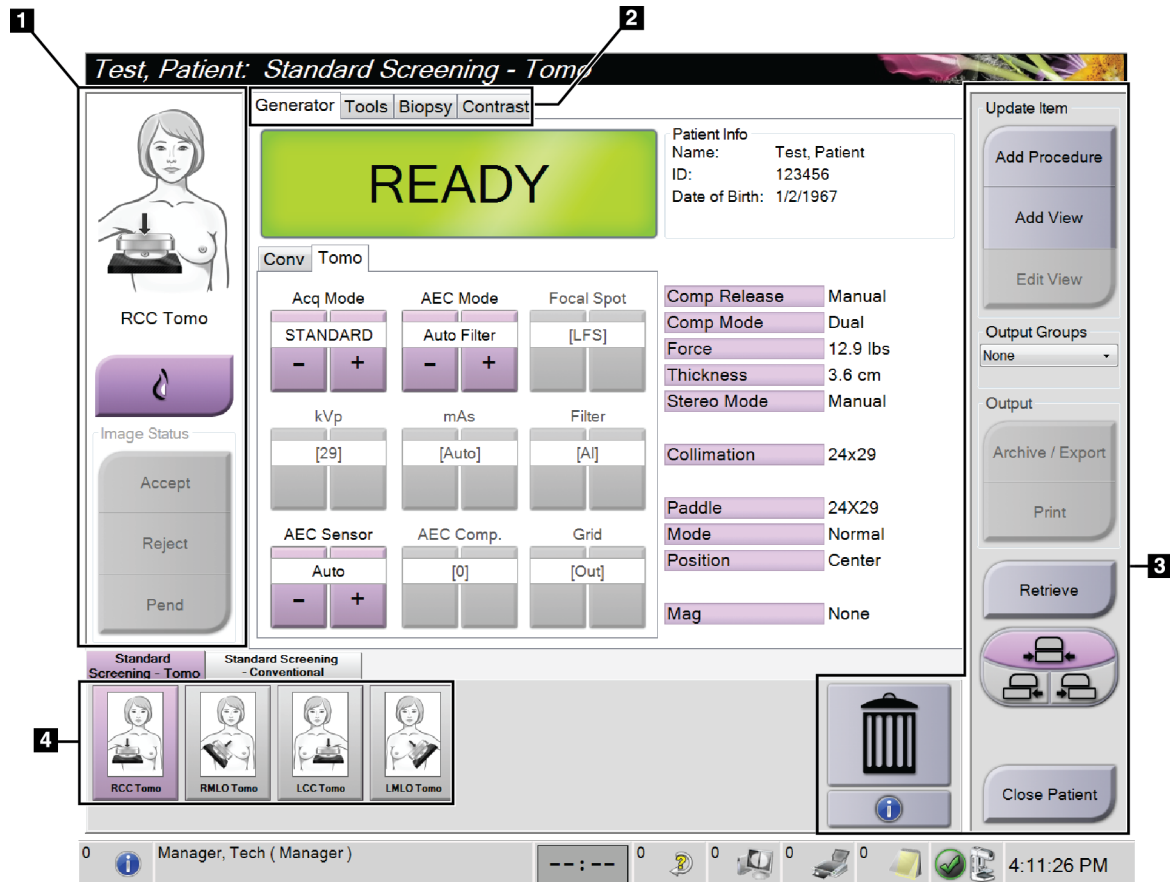 1
2
Test, Patient: Standard Screening - Tomo
Generator Tools Biopsy Contrast
READY
Patient Info
Name: Test, Patient
ID: 123456
Date of Birth: 1/2/1967
Update Item
Add Procedure
Add View
Edit View
Output Groups
None
Output
Archive / Export
Print
Retrieve
Close Patient
3
RCC Tomo
Image Status
Accept
Reject
Pend
Conv Tomo
Acq Mode AEC Mode Focal Spot
STANDARD Auto Filter [LFS]
- + - +
kVp mAs Filter
[29] [Auto] [Al]
AEC Sensor AEC Comp. Grid
Auto [0] [Out]
- +
Comp Release Manual
Comp Mode Dual
Force 12.9 lbs
Thickness 3.6 cm
Stereo Mode Manual
Collimation 24x29
Paddle 24X29
Mode Normal
Position Center
Mag None
Standard
Screening - Tomo
Standard Screening
- Conventional
4
RCC Tomo RMLO Tomo LCC Tomo LMLO Tomo
0 Manager, Tech ( Manager ) --:-- 0 0 0 0 4:11:26 PM